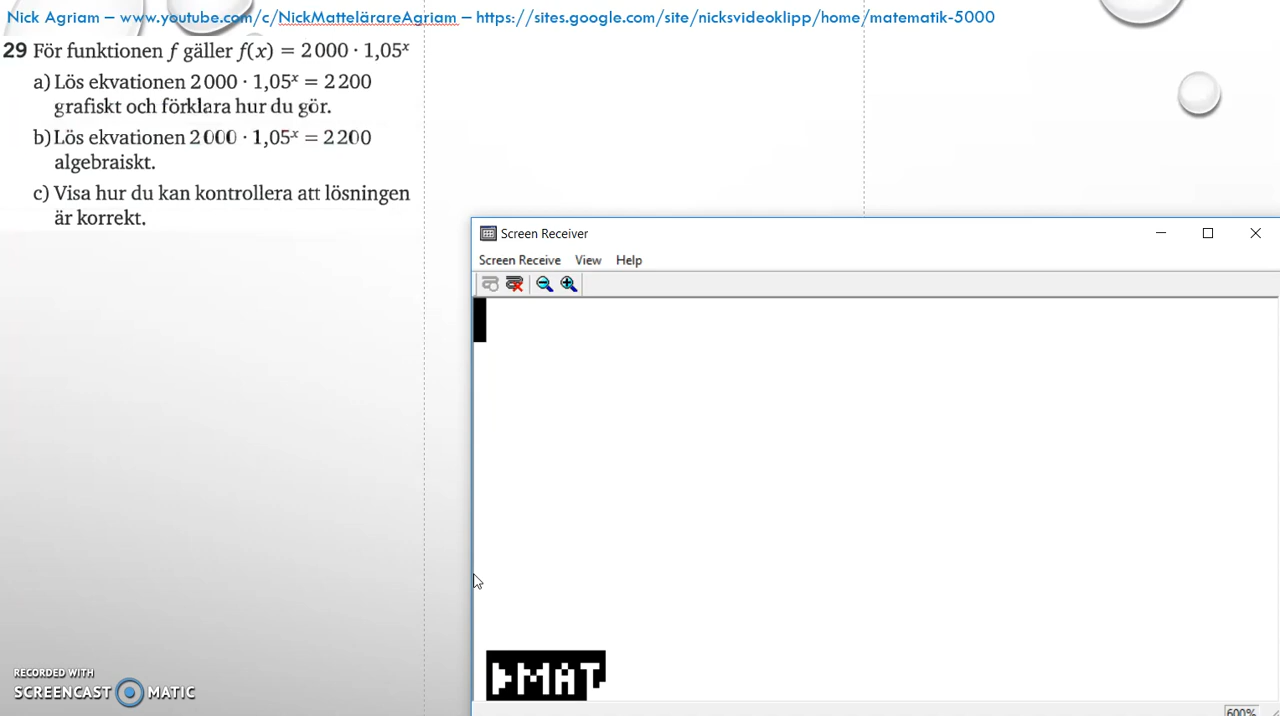 Nick Agriam – www.youtube.com/c/NickMattelärareAgriam – https://sites.google.com/site/nicksvideoklipp/home/matematik-5000
29 För funktionen f gäller f(x) = 2 000 · 1,05ˣ
a) Lös ekvationen 2 000 · 1,05ˣ = 2 200
grafiskt och förklara hur du gör.
b) Lös ekvationen 2 000 · 1,05ˣ = 2 200
algebraiskt.
c) Visa hur du kan kontrollera att lösningen
är korrekt.
Screen Receiver
Screen Receive View Help
▶MAT
RECORDED WITH
SCREENCAST MATIC
600%